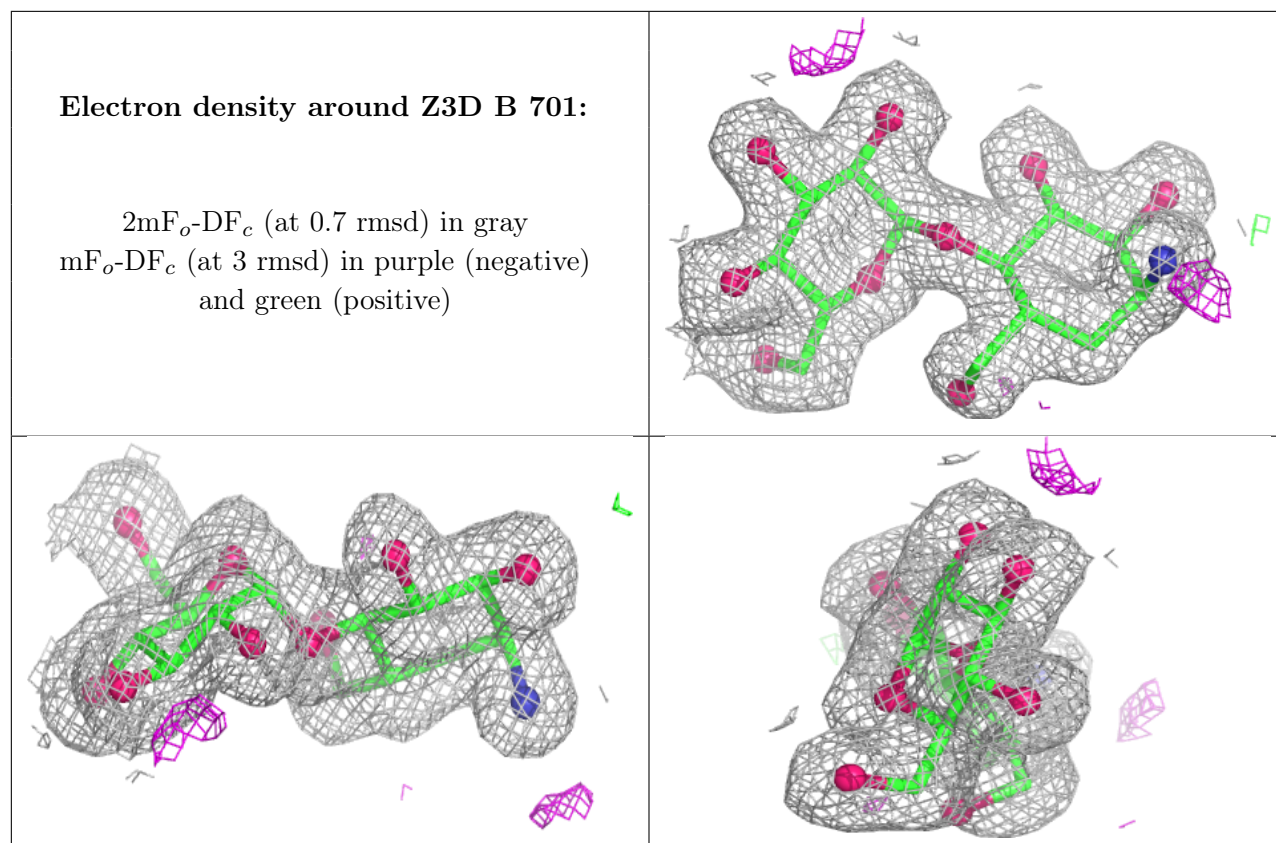 Electron density around Z3D B 701:
2mFₒ-DF𝒸 (at 0.7 rmsd) in gray
mFₒ-DF𝒸 (at 3 rmsd) in purple (negative)
and green (positive)